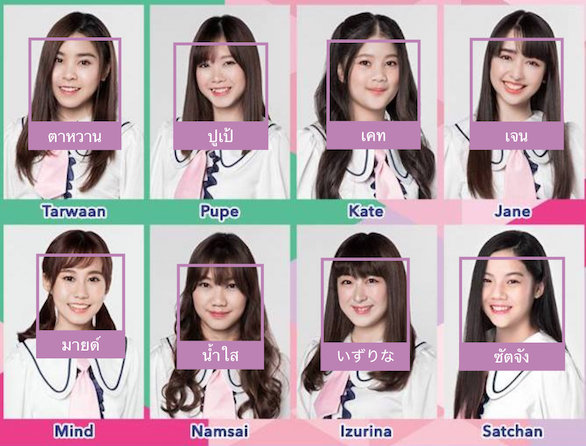 ตาหวาน
ปูเป้
เคท
เจน
Tarwaan
Pupe
Kate
Jane
มายด์
น้ำใส
いずりな
ซัตจัง
Mind
Namsai
Izurina
Satchan